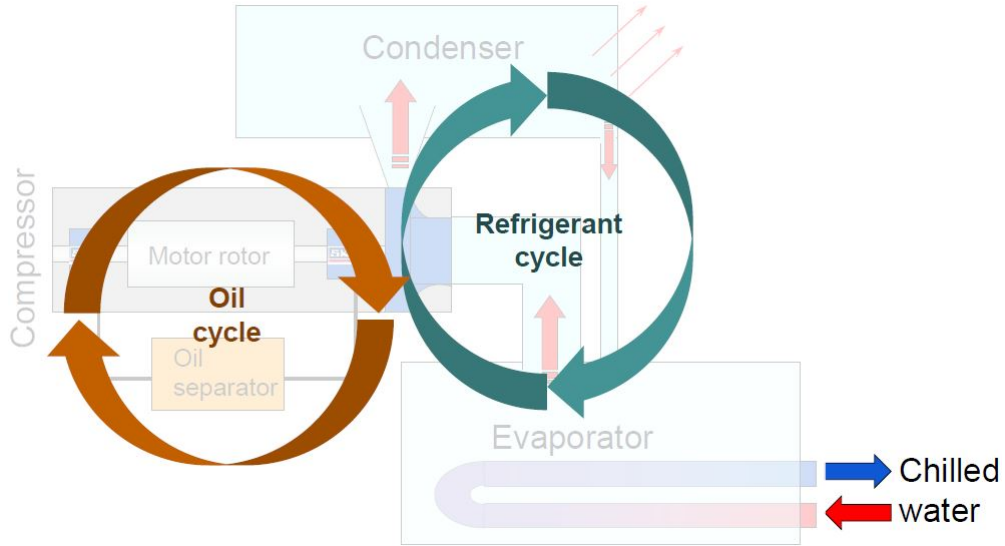 Condenser
Compressor
Motor rotor
Refrigerant
cycle
Oil
cycle
Oil
separator
Evaporator
Chilled
water